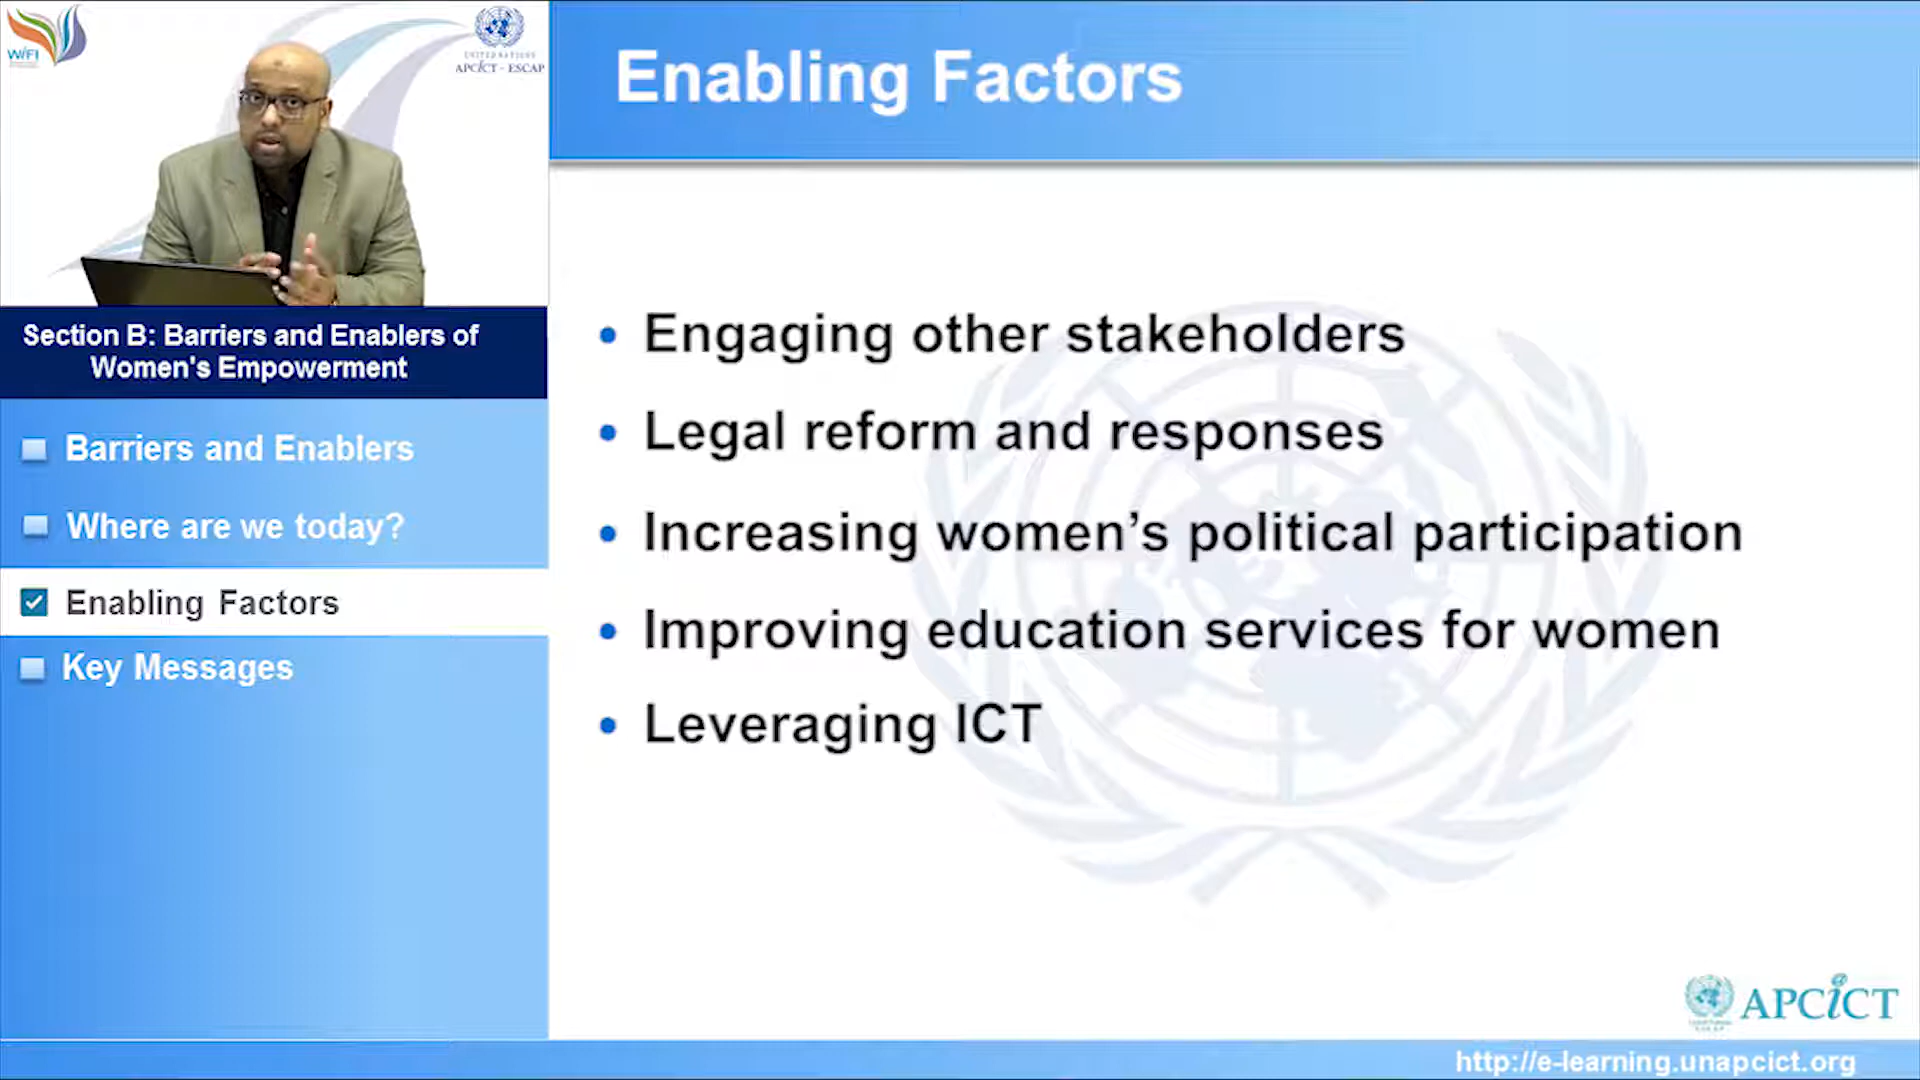 WIFI
UNITED NATIONS
APCICT - ESCAP
Enabling Factors
Section B: Barriers and Enablers of
Women's Empowerment
Barriers and Enablers
Where are we today?
Enabling Factors
Key Messages
• Engaging other stakeholders
• Legal reform and responses
• Increasing women’s political participation
• Improving education services for women
• Leveraging ICT
APCICT
http://e-learning.unapcict.org